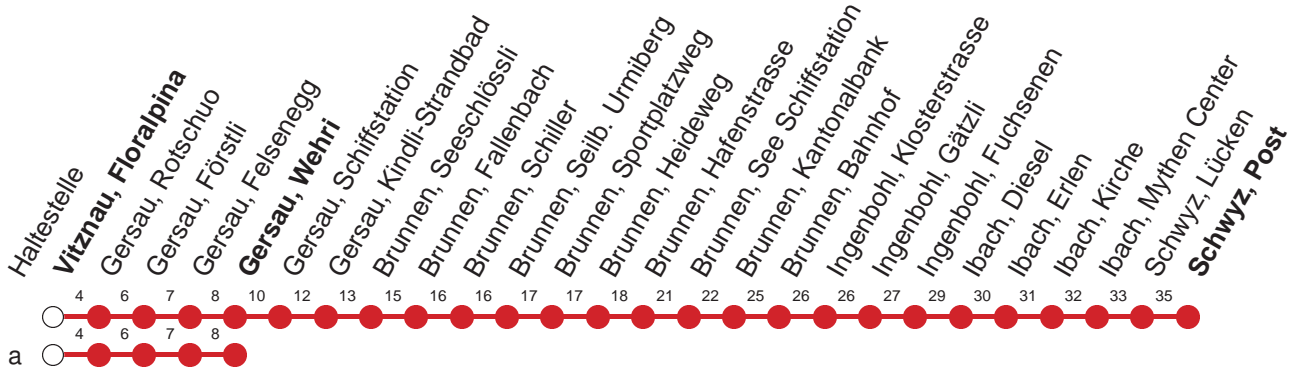 Haltestelle
Vitznau, Floralpina
Gersau, Rotschuo
Gersau, Förstli
Gersau, Felsenegg
Gersau, Wehri
Gersau, Schiffstation
Gersau, Kindli-Strandbad
Brunnen, Seeschlössli
Brunnen, Fallenbach
Brunnen, Schiller
Brunnen, Seilb. Urmiberg
Brunnen, Sportplatzweg
Brunnen, Heideweg
Brunnen, Hafenstrasse
Brunnen, See Schiffstation
Brunnen, Kantonalbank
Brunnen, Bahnhof
Ingenbohl, Klosterstrasse
Ingenbohl, Gätzli
Ingenbohl, Fuchsenen
Ibach, Diesel
Ibach, Erlen
Ibach, Kirche
Ibach, Mythen Center
Schwyz, Lücken
Schwyz, Post
4 6 7 8 10 12 13 15 16 16 17 17 18 21 22 25 26 26 27 29 30 31 32 33 35
a 4 6 7 8